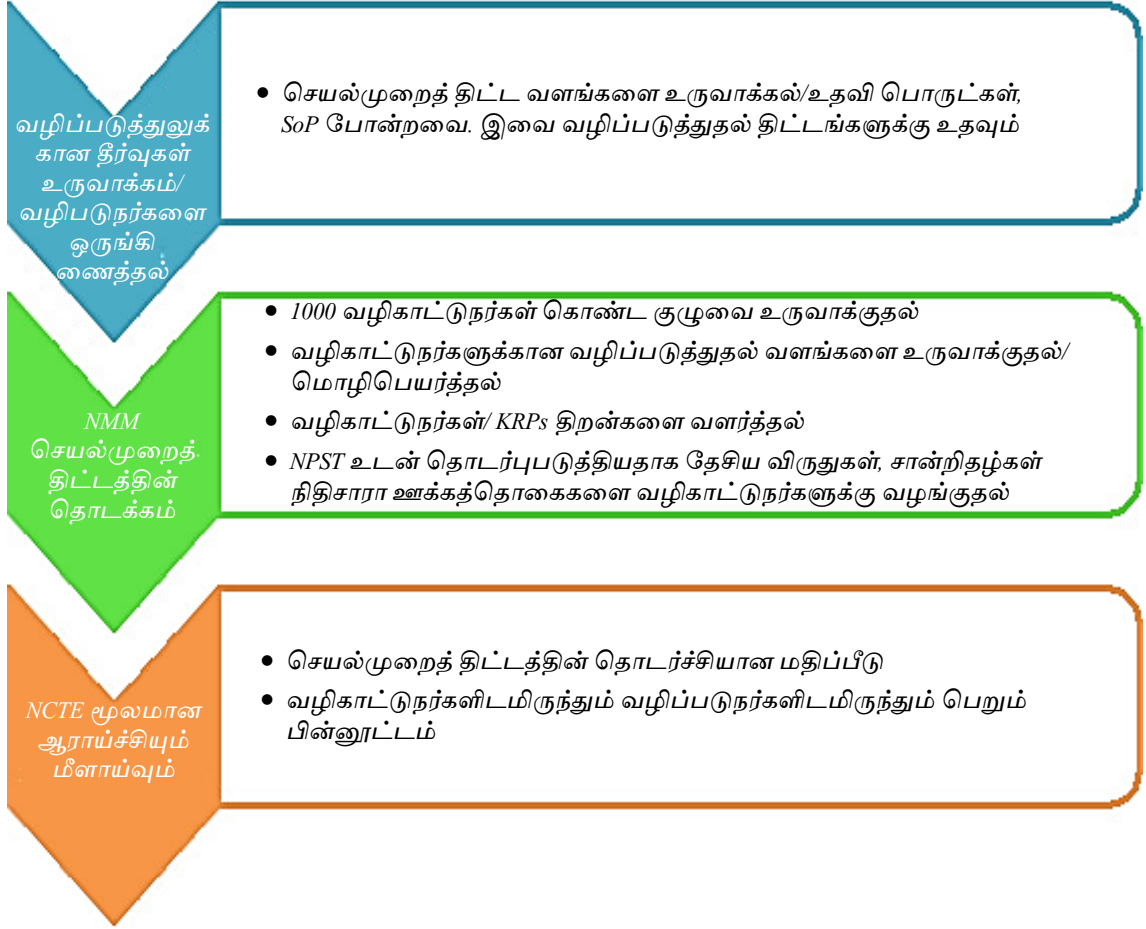 வழிப்படுத்துலுக்
கான தீர்வுகள்
உருவாக்கம்/
வழிபடுநர்களை
ஒருங்கி
ணைத்தல்
● செயல்முறைத் திட்ட வளங்களை உருவாக்கல்/உதவி பொருட்கள்,
SoP போன்றவை. இவை வழிப்படுத்துதல் திட்டங்களுக்கு உதவும்
NMM
செயல்முறைத்
திட்டத்தின்
தொடக்கம்
● 1000 வழிகாட்டுநர்கள் கொண்ட குழுவை உருவாக்குதல்
● வழிகாட்டுநர்களுக்கான வழிப்படுத்துதல் வளங்களை உருவாக்குதல்/
மொழிபெயர்த்தல்
● வழிகாட்டுநர்கள்/ KRPs திறன்களை வளர்த்தல்
● NPST உடன் தொடர்புபடுத்தியதாக தேசிய விருதுகள், சான்றிதழ்கள்
நிதிசாரா ஊக்கத்தொகைகளை வழிகாட்டுநர்களுக்கு வழங்குதல்
NCTE மூலமான
ஆராய்ச்சியும்
மீளாய்வும்
● செயல்முறைத் திட்டத்தின் தொடர்ச்சியான மதிப்பீடு
● வழிகாட்டுநர்களிடமிருந்தும் வழிப்படுநர்களிடமிருந்தும் பெறும்
பின்னூட்டம்